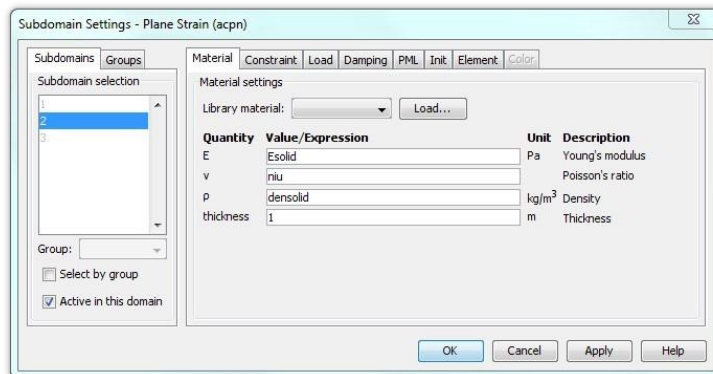 Subdomain Settings - Plane Strain (acpn)
Subdomains Groups
Subdomain selection
1
2
3
Group:
Select by group
Active in this domain
Material Constraint Load Damping PML Init Element Color
Material settings
Library material: Load...
Quantity Value/Expression Unit Description
E Esolid Pa Young's modulus
ν niu Poisson's ratio
ρ densolid kg/m³ Density
thickness 1 m Thickness
OK Cancel Apply Help